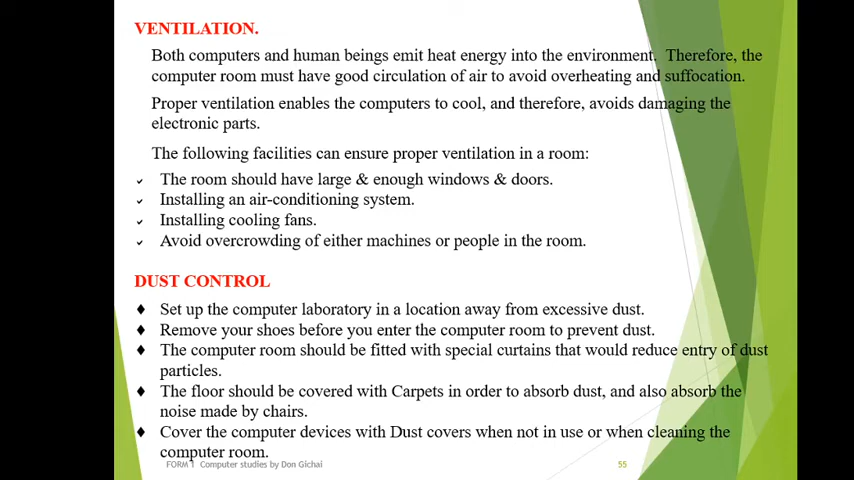 VENTILATION.
Both computers and human beings emit heat energy into the environment. Therefore, the
computer room must have good circulation of air to avoid overheating and suffocation.
Proper ventilation enables the computers to cool, and therefore, avoids damaging the
electronic parts.
The following facilities can ensure proper ventilation in a room:
✓ The room should have large & enough windows & doors.
✓ Installing an air-conditioning system.
✓ Installing cooling fans.
✓ Avoid overcrowding of either machines or people in the room.
DUST CONTROL
♦ Set up the computer laboratory in a location away from excessive dust.
♦ Remove your shoes before you enter the computer room to prevent dust.
♦ The computer room should be fitted with special curtains that would reduce entry of dust
particles.
♦ The floor should be covered with Carpets in order to absorb dust, and also absorb the
noise made by chairs.
♦ Cover the computer devices with Dust covers when not in use or when cleaning the
computer room.
FORM 1 Computer studies by Don Gichai 55